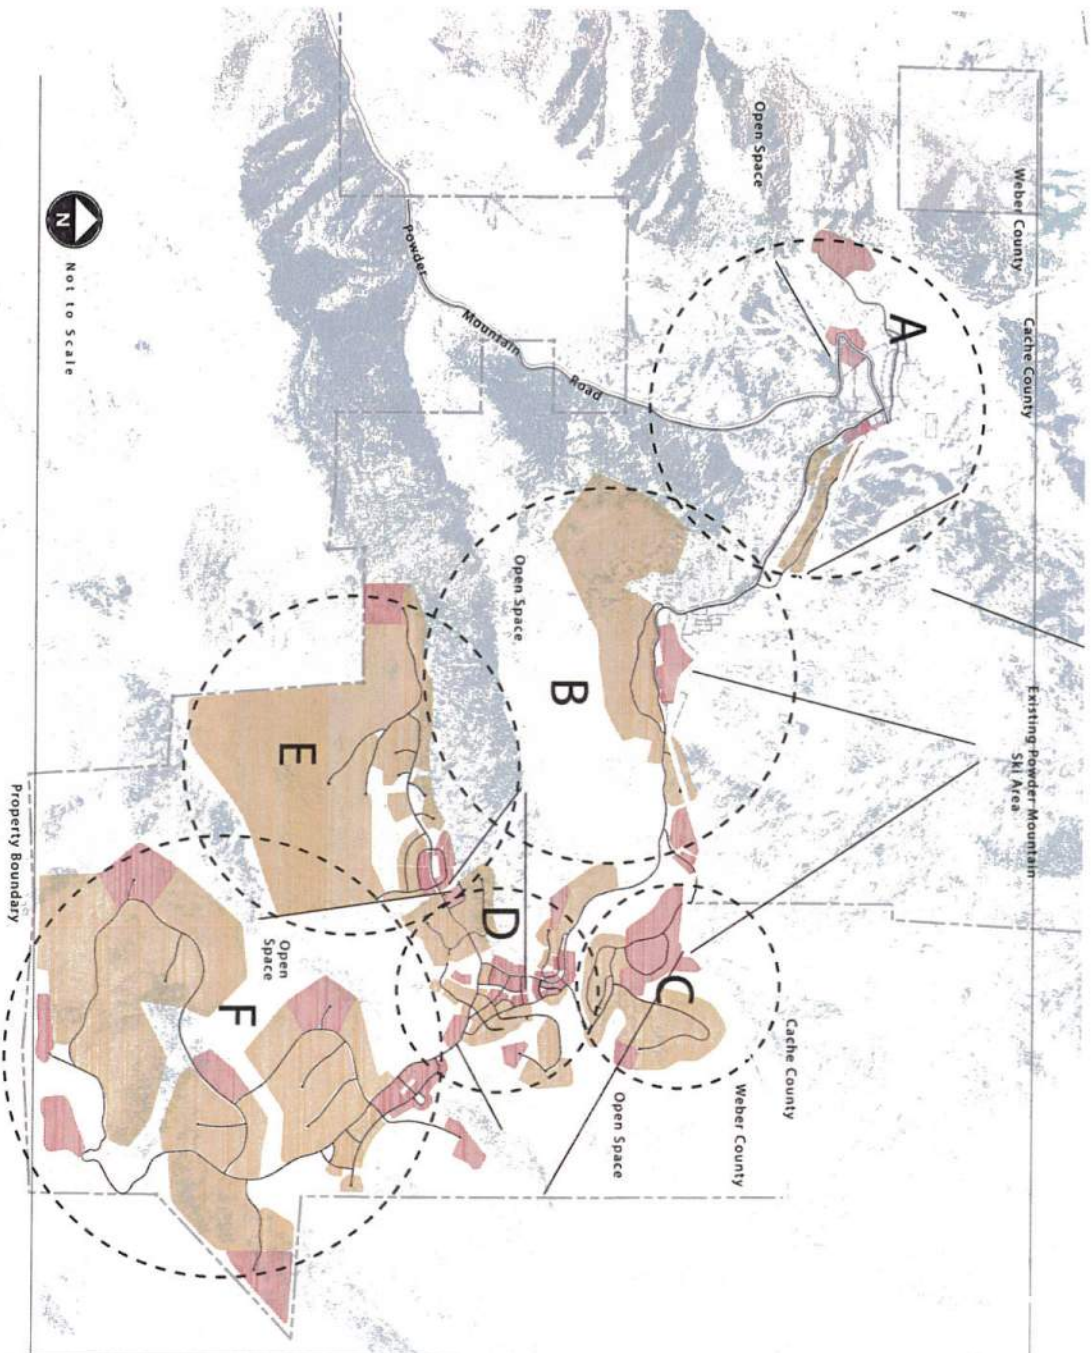 Weber County
Cache County
Open Space
A
Existing Powder Mountain
Ski Area
Powder
Mountain
Road
Open Space
B
C
Cache County
Weber County
Open Space
D
E
Open
Space
F
Property Boundary
N
Not to Scale